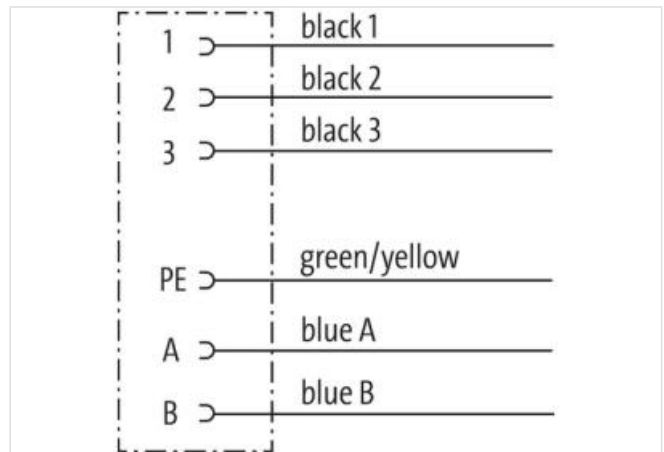 1 black 1
2 black 2
3 black 3
PE green/yellow
A blue A
B blue B